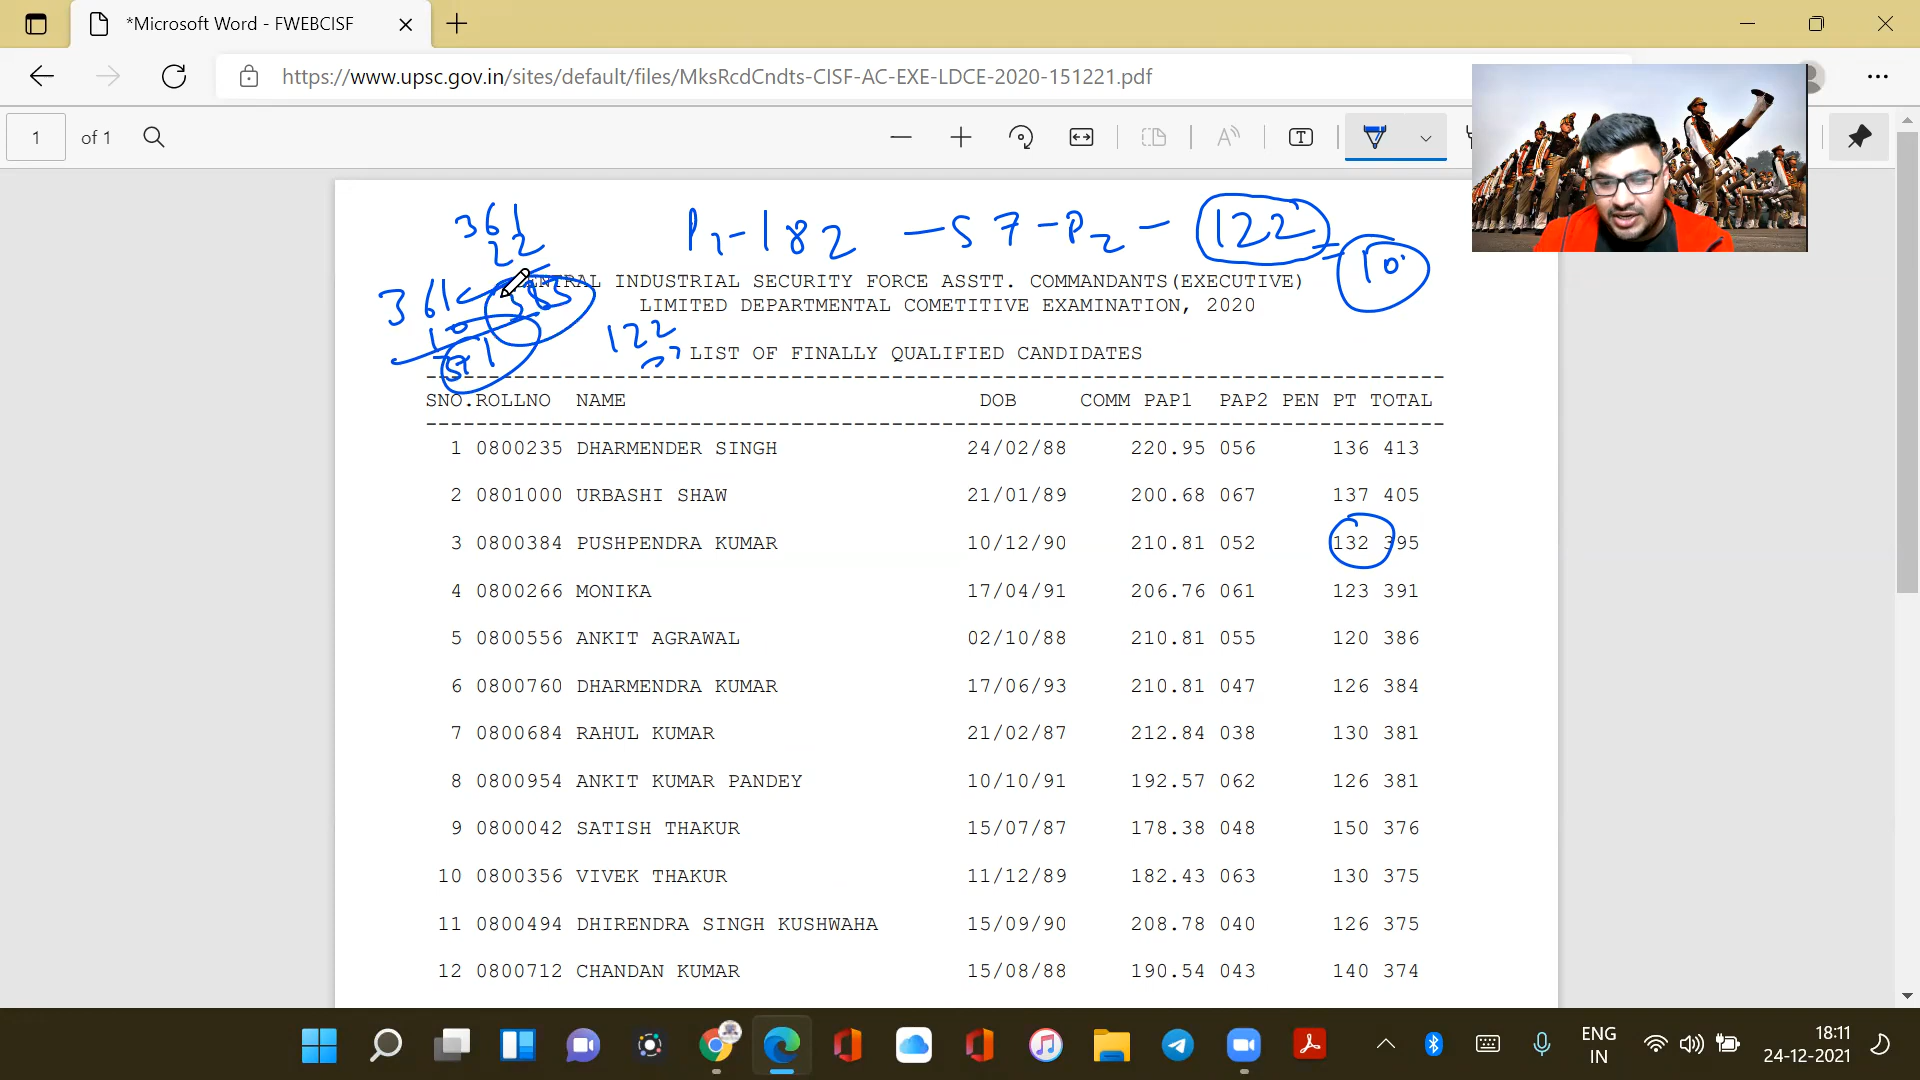 *Microsoft Word - FWEBCISF
https://www.upsc.gov.in/sites/default/files/MksRcdCndts-CISF-AC-EXE-LDCE-2020-151221.pdf
1 of 1
361
22
P1 - 182 - 57 - P2 - 122 = 10
361
10
371
122
CENTRAL INDUSTRIAL SECURITY FORCE ASSTT. COMMANDANTS(EXECUTIVE)
LIMITED DEPARTMENTAL COMETITIVE EXAMINATION, 2020
LIST OF FINALLY QUALIFIED CANDIDATES
SNO.ROLLNO NAME DOB COMM PAP1 PAP2 PEN PT TOTAL
1 0800235 DHARMENDER SINGH 24/02/88 220.95 056 136 413
2 0801000 URBASHI SHAW 21/01/89 200.68 067 137 405
3 0800384 PUSHPENDRA KUMAR 10/12/90 210.81 052 132 395
4 0800266 MONIKA 17/04/91 206.76 061 123 391
5 0800556 ANKIT AGRAWAL 02/10/88 210.81 055 120 386
6 0800760 DHARMENDRA KUMAR 17/06/93 210.81 047 126 384
7 0800684 RAHUL KUMAR 21/02/87 212.84 038 130 381
8 0800954 ANKIT KUMAR PANDEY 10/10/91 192.57 062 126 381
9 0800042 SATISH THAKUR 15/07/87 178.38 048 150 376
10 0800356 VIVEK THAKUR 11/12/89 182.43 063 130 375
11 0800494 DHIRENDRA SINGH KUSHWAHA 15/09/90 208.78 040 126 375
12 0800712 CHANDAN KUMAR 15/08/88 190.54 043 140 374
ENG
IN
18:11
24-12-2021